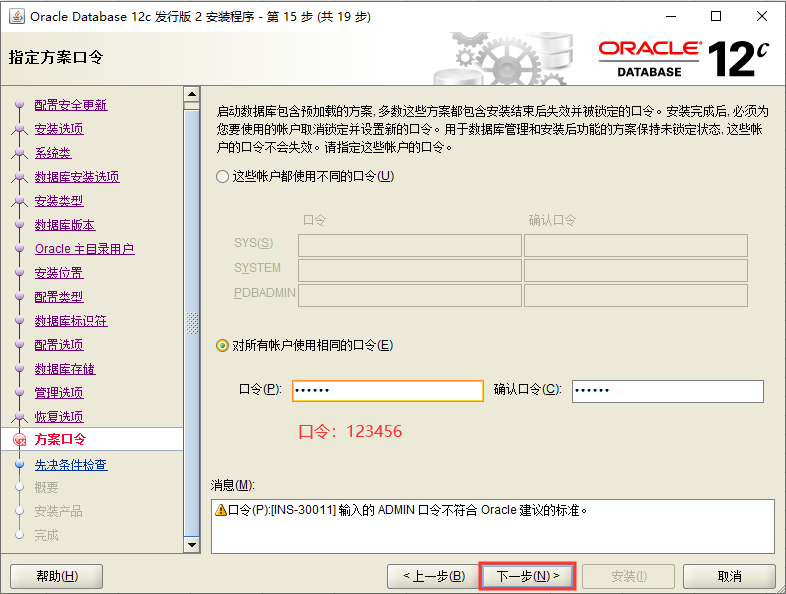 Oracle Database 12c 发行版 2 安装程序 - 第 15 步 (共 19 步)
指定方案口令
ORACLE
DATABASE
12c
配置安全更新
安装选项
系统类
数据库安装选项
安装类型
数据库版本
Oracle 主目录用户
安装位置
配置类型
数据库标识符
配置选项
数据库存储
管理选项
恢复选项
方案口令
先决条件检查
概要
安装产品
完成
启动数据库包含预加载的方案, 多数这些方案都包含安装结束后失效并被锁定的口令。安装完成后, 必须为
您要使用的帐户取消锁定并设置新的口令。用于数据库管理和安装后功能的方案保持未锁定状态, 这些帐
户的口令不会失效。请指定这些帐户的口令。
这些帐户都使用不同的口令(U)
口令 确认口令
SYS(S)
SYSTEM
PDBADMIN
对所有帐户使用相同的口令(E)
口令(P): •••••• 确认口令(C): ••••••
口令：123456
消息(M):
口令(P):[INS-30011] 输入的 ADMIN 口令不符合 Oracle 建议的标准。
帮助(H) < 上一步(B) 下一步(N) > 安装(I) 取消